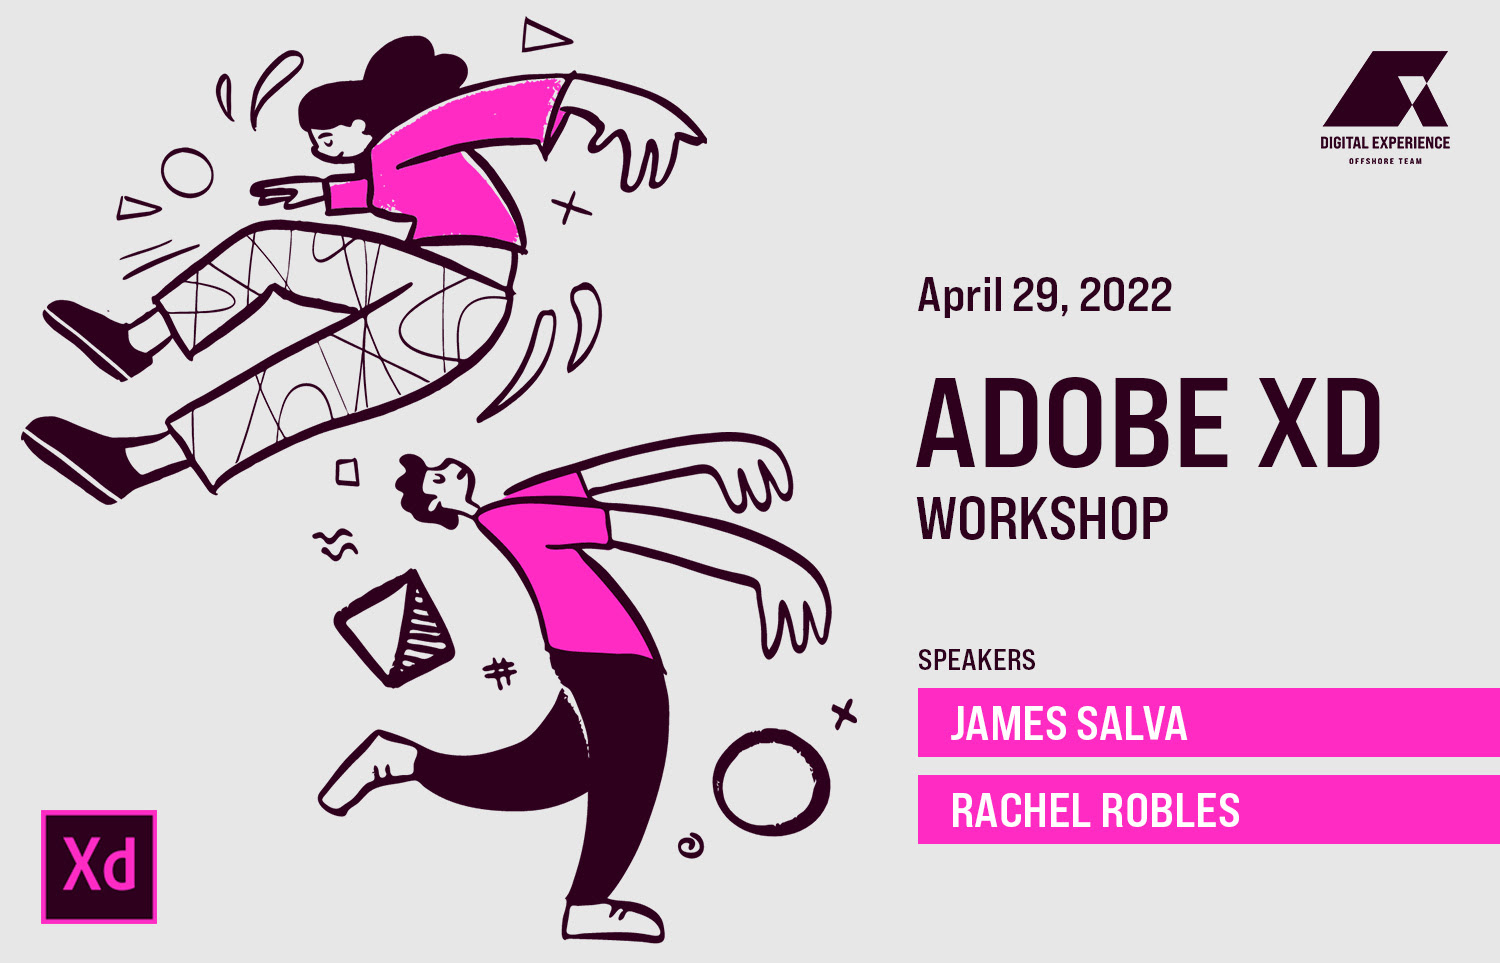 DIGITAL EXPERIENCE
OFFSHORE TEAM
April 29, 2022
ADOBE XD
WORKSHOP
SPEAKERS
JAMES SALVA
RACHEL ROBLES
Xd